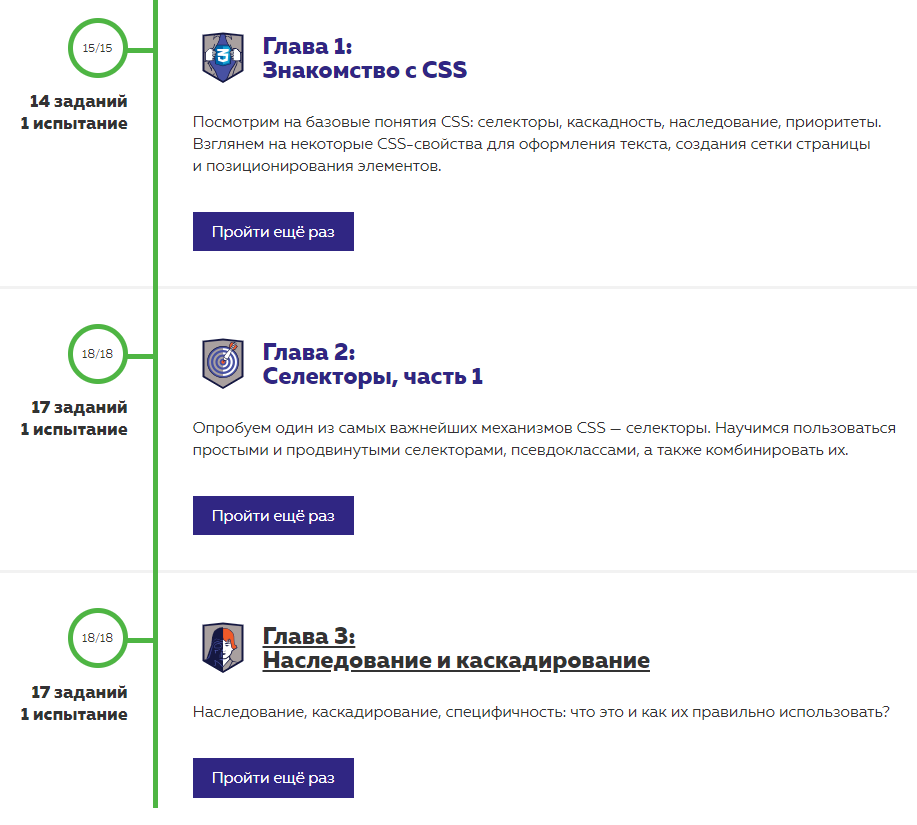 15/15
14 заданий
1 испытание
Глава 1:
Знакомство с CSS
Посмотрим на базовые понятия CSS: селекторы, каскадность, наследование, приоритеты.
Взглянем на некоторые CSS-свойства для оформления текста, создания сетки страницы
и позиционирования элементов.
Пройти ещё раз
18/18
17 заданий
1 испытание
Глава 2:
Селекторы, часть 1
Опробуем один из самых важнейших механизмов CSS — селекторы. Научимся пользоваться
простыми и продвинутыми селекторами, псевдоклассами, а также комбинировать их.
Пройти ещё раз
18/18
17 заданий
1 испытание
Глава 3:
Наследование и каскадирование
Наследование, каскадирование, специфичность: что это и как их правильно использовать?
Пройти ещё раз